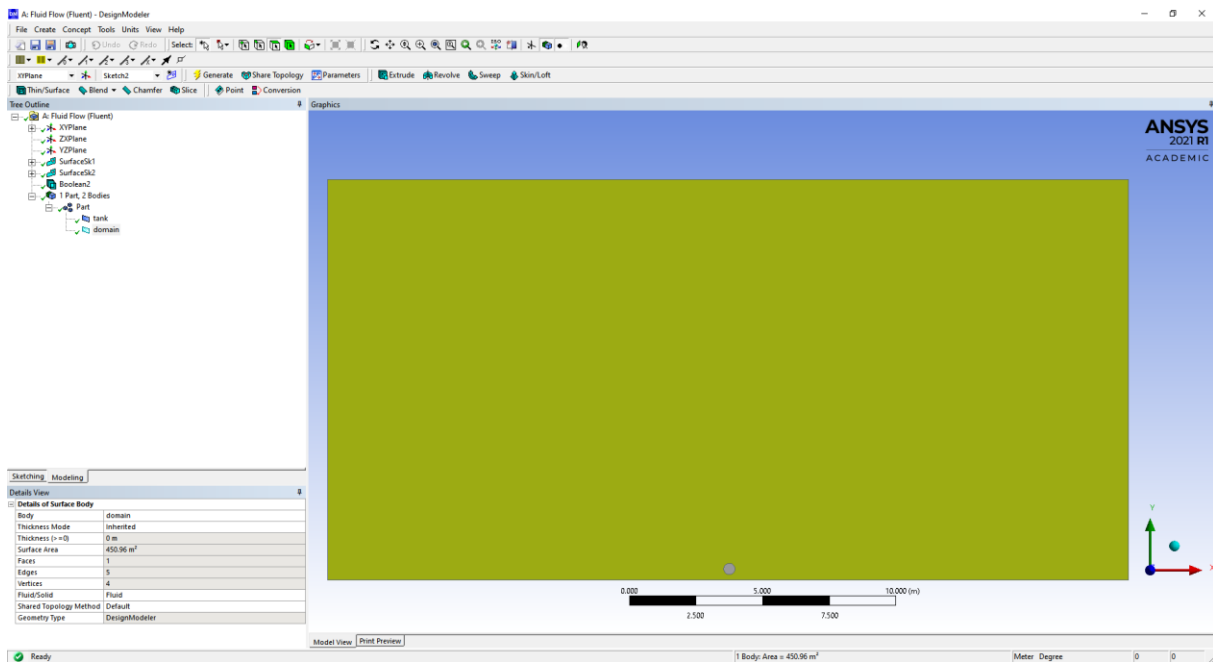 A: Fluid Flow (Fluent) - DesignModeler
File Create Concept Tools Units View Help
Undo Redo Select:
XYPlane Sketch2 Generate Share Topology Parameters Extrude Revolve Sweep Skin/Loft
Thin/Surface Blend Chamfer Slice Point Conversion
Tree Outline
A: Fluid Flow (Fluent)
XYPlane
ZXPlane
YZPlane
SurfaceSk1
SurfaceSk2
Boolean2
1 Part, 2 Bodies
Part
tank
domain
Sketching Modeling
Details View
Details of Surface Body
Body domain
Thickness Mode Inherited
Thickness (>=0) 0 m
Surface Area 450.96 m²
Faces 1
Edges 5
Vertices 4
Fluid/Solid Fluid
Shared Topology Method Default
Geometry Type DesignModeler
Graphics
ANSYS
2021 R1
ACADEMIC
0.000 5.000 10.000 (m)
2.500 7.500
Y
X
Model View Print Preview
Ready 1 Body: Area = 450.96 m² Meter Degree 0 0